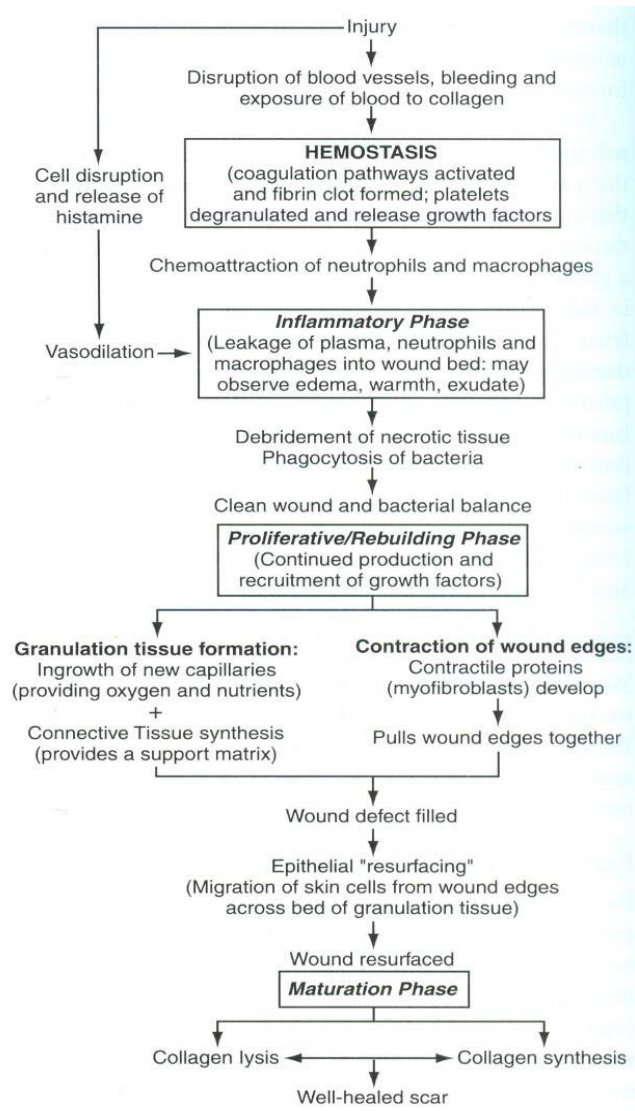 Injury
Disruption of blood vessels, bleeding and
exposure of blood to collagen
HEMOSTASIS
(coagulation pathways activated
and fibrin clot formed; platelets
degranulated and release growth factors
Cell disruption
and release of
histamine
Chemoattraction of neutrophils and macrophages
Vasodilation
Inflammatory Phase
(Leakage of plasma, neutrophils and
macrophages into wound bed: may
observe edema, warmth, exudate)
Debridement of necrotic tissue
Phagocytosis of bacteria
Clean wound and bacterial balance
Proliferative/Rebuilding Phase
(Continued production and
recruitment of growth factors)
Granulation tissue formation:
Ingrowth of new capillaries
(providing oxygen and nutrients)
+
Connective Tissue synthesis
(provides a support matrix)
Contraction of wound edges:
Contractile proteins
(myofibroblasts) develop
Pulls wound edges together
Wound defect filled
Epithelial "resurfacing"
(Migration of skin cells from wound edges
across bed of granulation tissue)
Wound resurfaced
Maturation Phase
Collagen lysis
Collagen synthesis
Well-healed scar